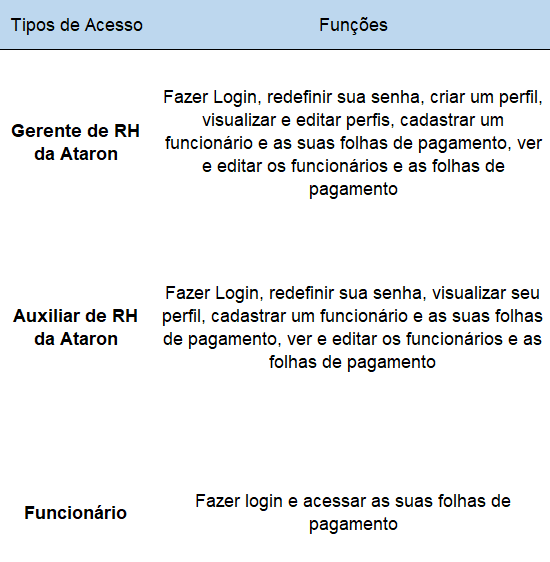 Tipos de Acesso Funções
Fazer Login, redefinir sua senha, criar um perfil,
visualizar e editar perfis, cadastrar um
Gerente de RH funcionário e as suas folhas de pagamento, ver
da Ataron e editar os funcionários e as folhas de
pagamento
Fazer Login, redefinir sua senha, visualizar seu
Auxiliar de RH perfil, cadastrar um funcionário e as suas folhas
da Ataron de pagamento, ver e editar os funcionários e as
folhas de pagamento
Funcionário Fazer login e acessar as suas folhas de
pagamento